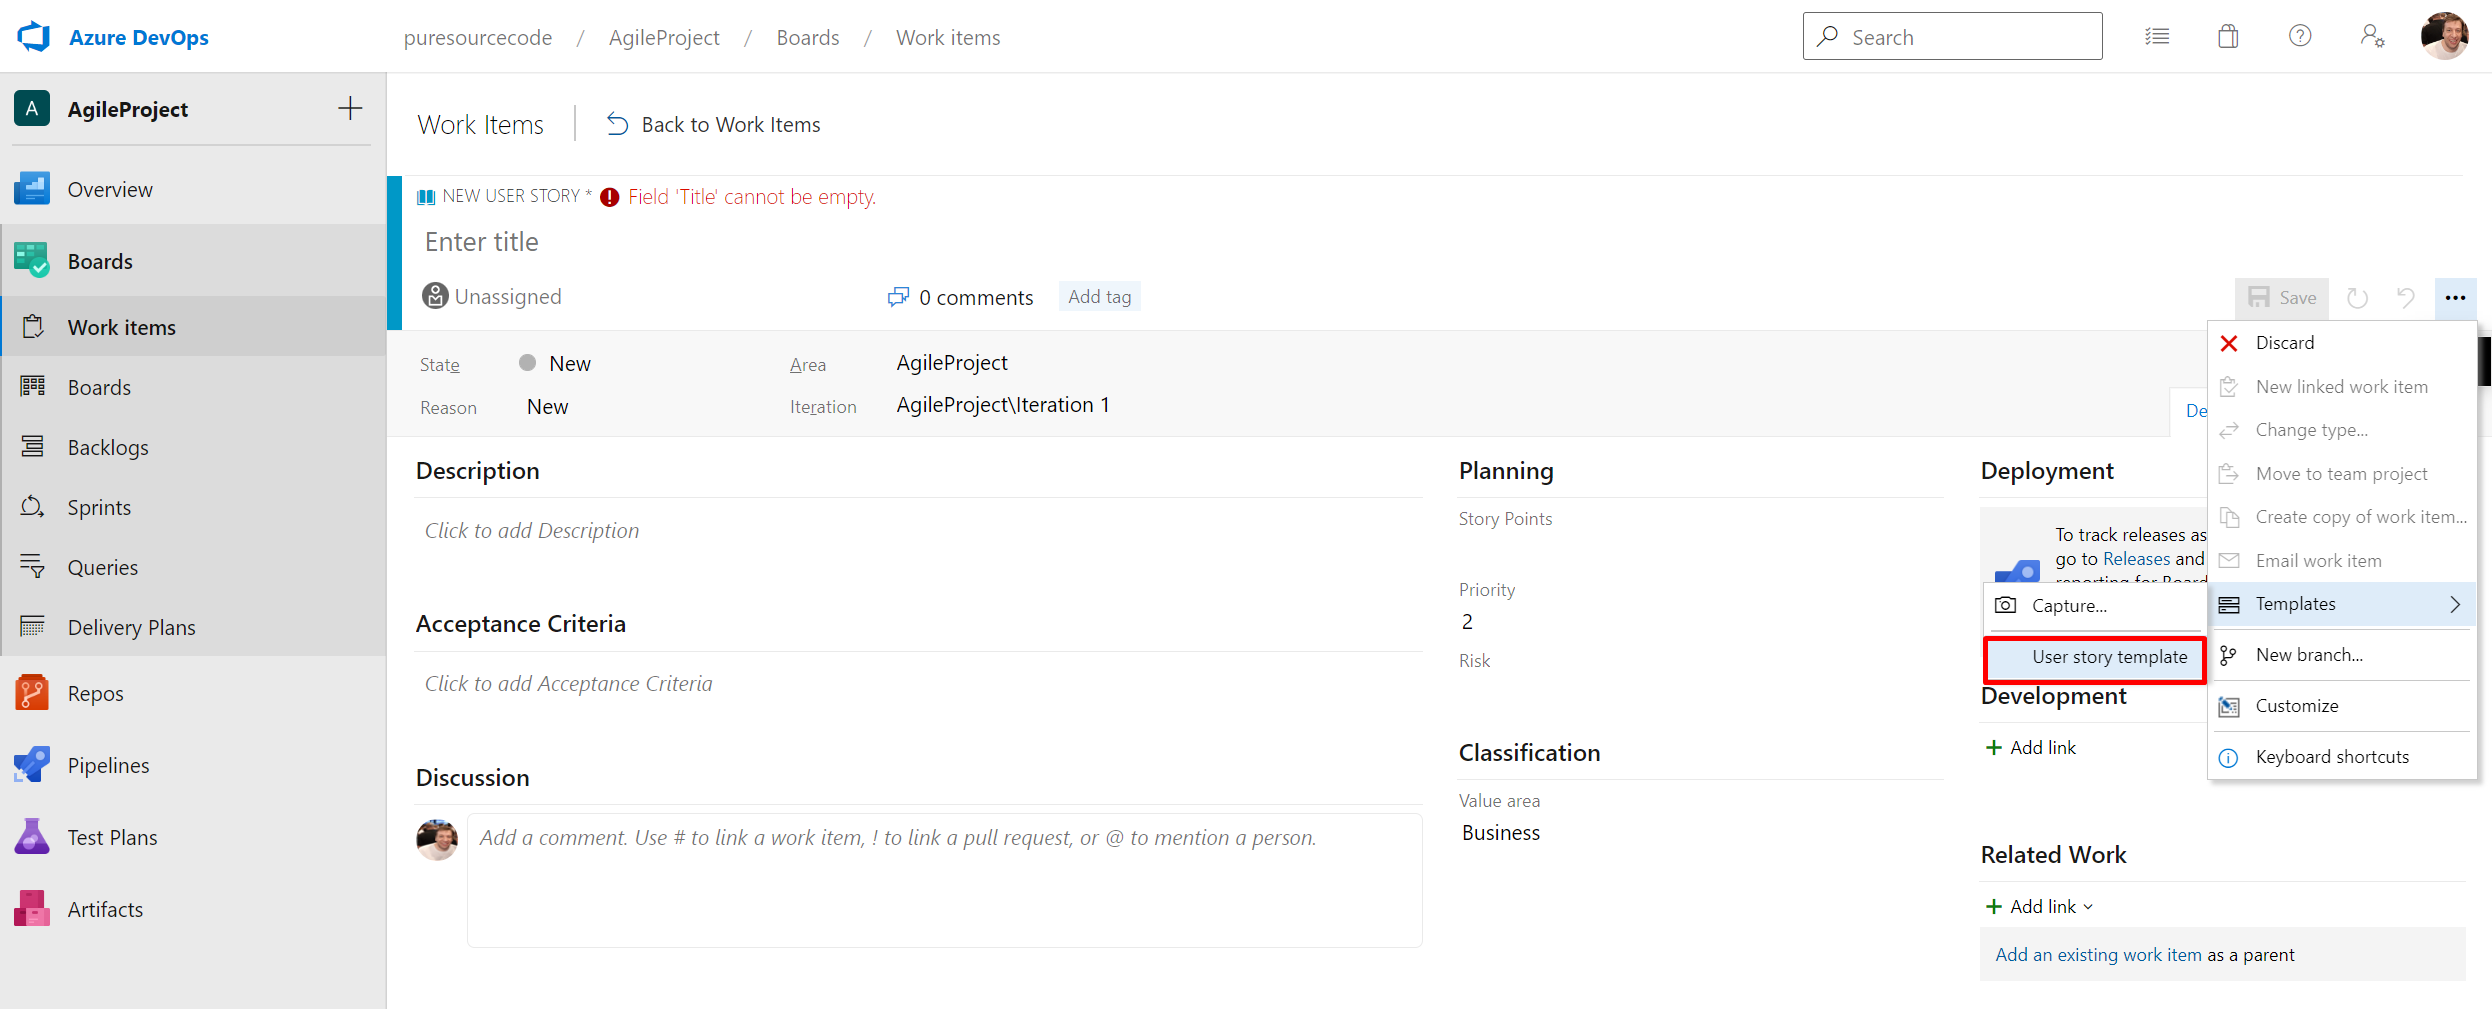 Azure DevOps
puresourcecode / AgileProject / Boards / Work items
Search
A AgileProject
Overview
Boards
Work items
Boards
Backlogs
Sprints
Queries
Delivery Plans
Repos
Pipelines
Test Plans
Artifacts
Work Items
Back to Work Items
NEW USER STORY * Field 'Title' cannot be empty.
Enter title
Unassigned
0 comments
Add tag
Save
State New
Reason New
Area AgileProject
Iteration AgileProject\Iteration 1
De
Description
Click to add Description
Acceptance Criteria
Click to add Acceptance Criteria
Discussion
Add a comment. Use # to link a work item, ! to link a pull request, or @ to mention a person.
Planning
Story Points
Priority
2
Risk
Classification
Value area
Business
Deployment
To track releases as
go to Releases and
reporting for Board
Development
Add link
Related Work
Add link
Add an existing work item as a parent
Discard
New linked work item
Change type...
Move to team project
Create copy of work item...
Email work item
Templates
New branch...
Customize
Keyboard shortcuts
Capture...
User story template